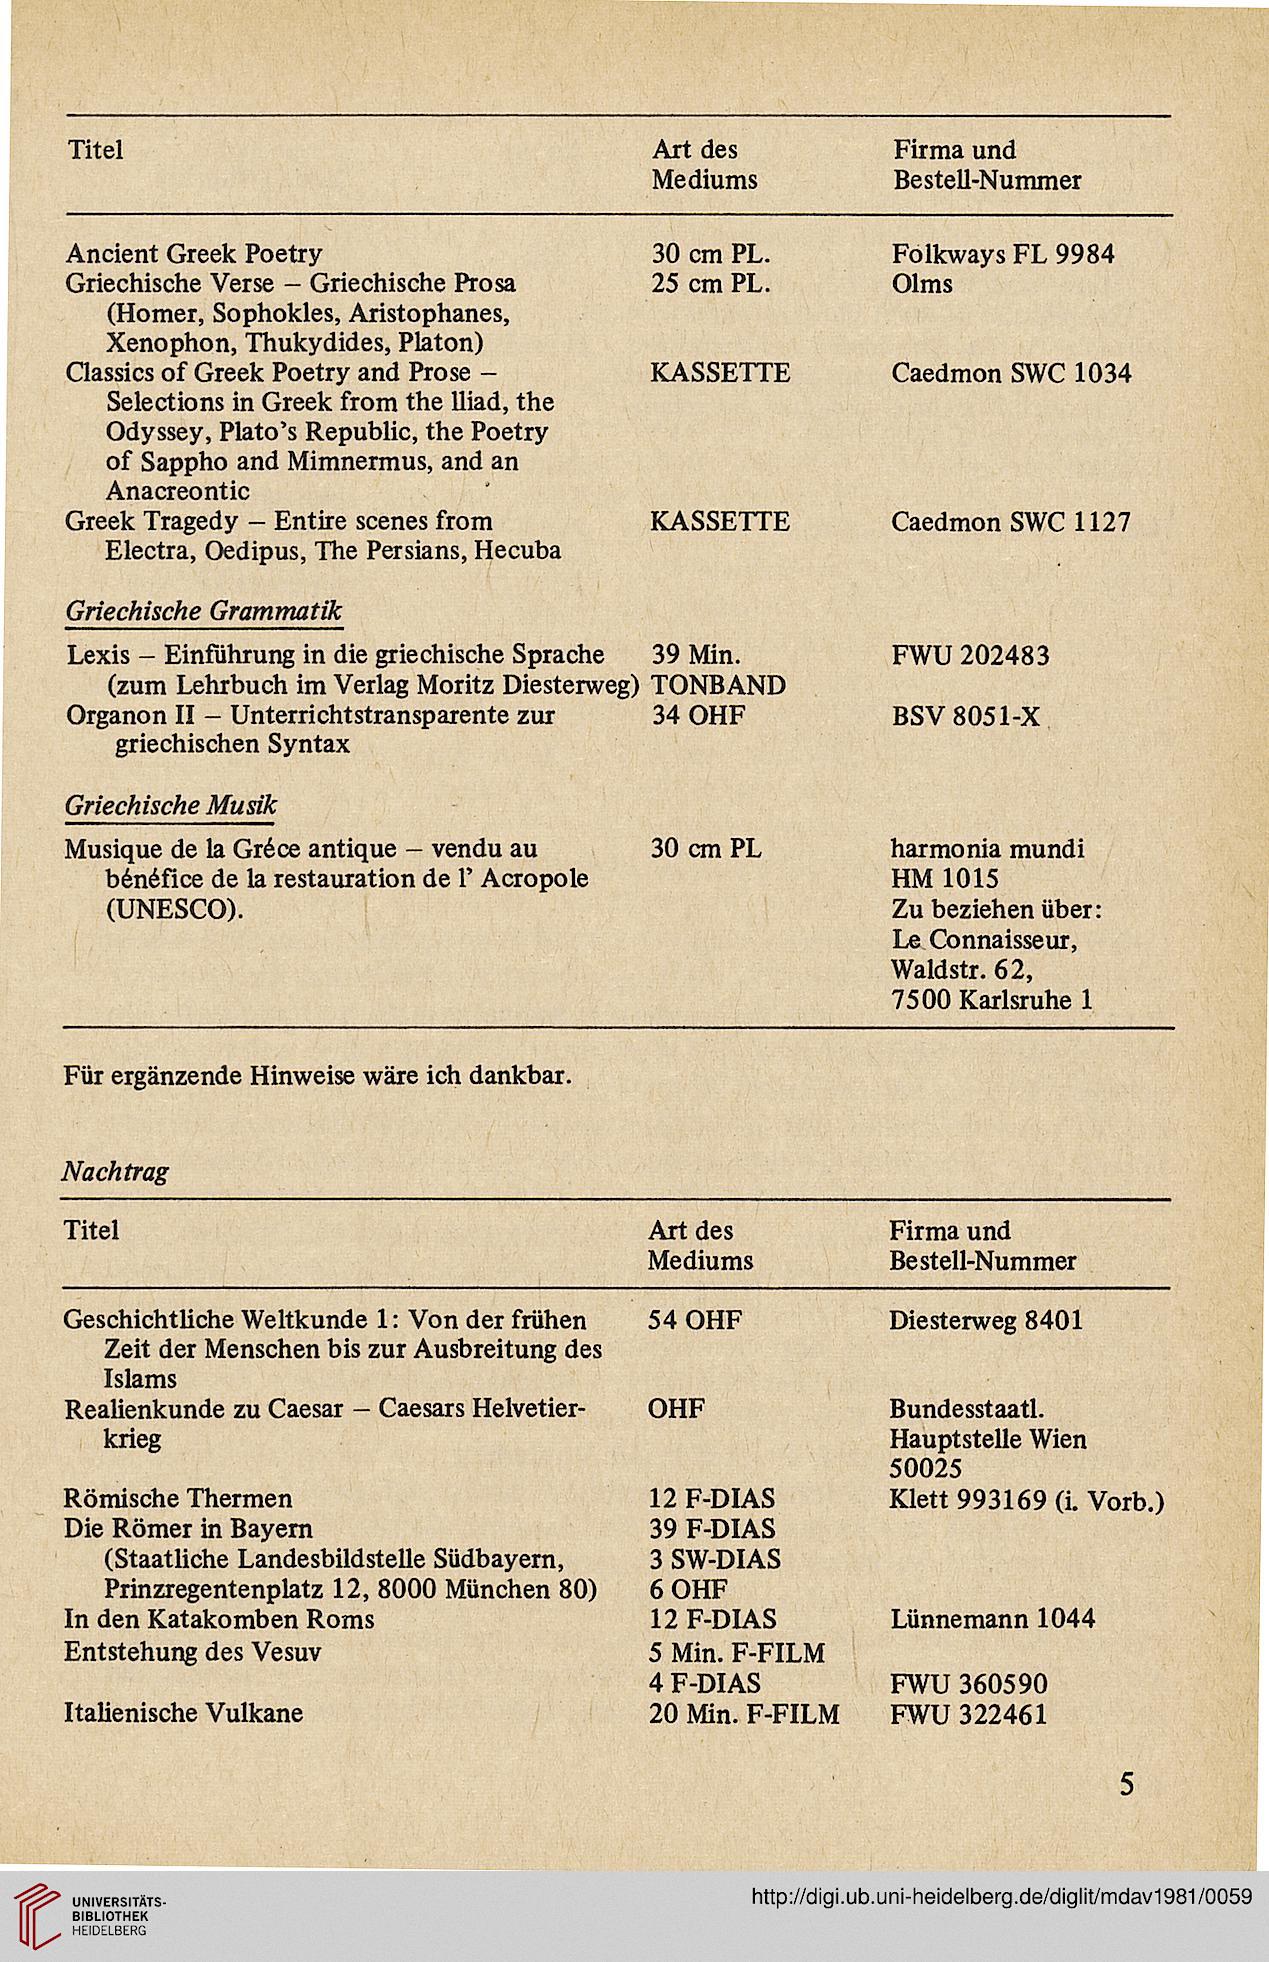 Titel Art des Firma und
Mediums Bestell-Nummer
Ancient Greek Poetry 30 cm PL. Folkways FL 9984
Griechische Verse – Griechische Prosa 25 cm PL. Olms
(Homer, Sophokles, Aristophanes,
Xenophon, Thukydides, Platon)
Classics of Greek Poetry and Prose – KASSETTE Caedmon SWC 1034
Selections in Greek from the lliad, the
Odyssey, Plato's Republic, the Poetry
of Sappho and Mimnermus, and an
Anacreontic
Greek Tragedy – Entire scenes from KASSETTE Caedmon SWC 1127
Electra, Oedipus, The Persians, Hecuba
Griechische Grammatik
Lexis – Einführung in die griechische Sprache 39 Min. FWU 202483
(zum Lehrbuch im Verlag Moritz Diesterweg) TONBAND
Organon II – Unterrichtstransparente zur 34 OHF BSV 8051-X
griechischen Syntax
Griechische Musik
Musique de la Gréce antique – vendu au 30 cm PL harmonia mundi
bénéfice de la restauration de l' Acropole HM 1015
(UNESCO). Zu beziehen über:
Le Connaisseur,
Waldstr. 62,
7500 Karlsruhe 1
Für ergänzende Hinweise wäre ich dankbar.
Nachtrag
Titel Art des Firma und
Mediums Bestell-Nummer
Geschichtliche Weltkunde 1: Von der frühen 54 OHF Diesterweg 8401
Zeit der Menschen bis zur Ausbreitung des
Islams
Realienkunde zu Caesar – Caesars Helvetier- OHF Bundesstaatl.
krieg Hauptstelle Wien
50025
Römische Thermen 12 F-DIAS Klett 993169 (i. Vorb.)
Die Römer in Bayern 39 F-DIAS
(Staatliche Landesbildstelle Südbayern, 3 SW-DIAS
Prinzregentenplatz 12, 8000 München 80) 6 OHF
In den Katakomben Roms 12 F-DIAS Lünnemann 1044
Entstehung des Vesuv 5 Min. F-FILM
4 F-DIAS FWU 360590
Italienische Vulkane 20 Min. F-FILM FWU 322461
5
UNIVERSITÄTS-
BIBLIOTHEK
HEIDELBERG
http://digi.ub.uni-heidelberg.de/diglit/mdav1981/0059